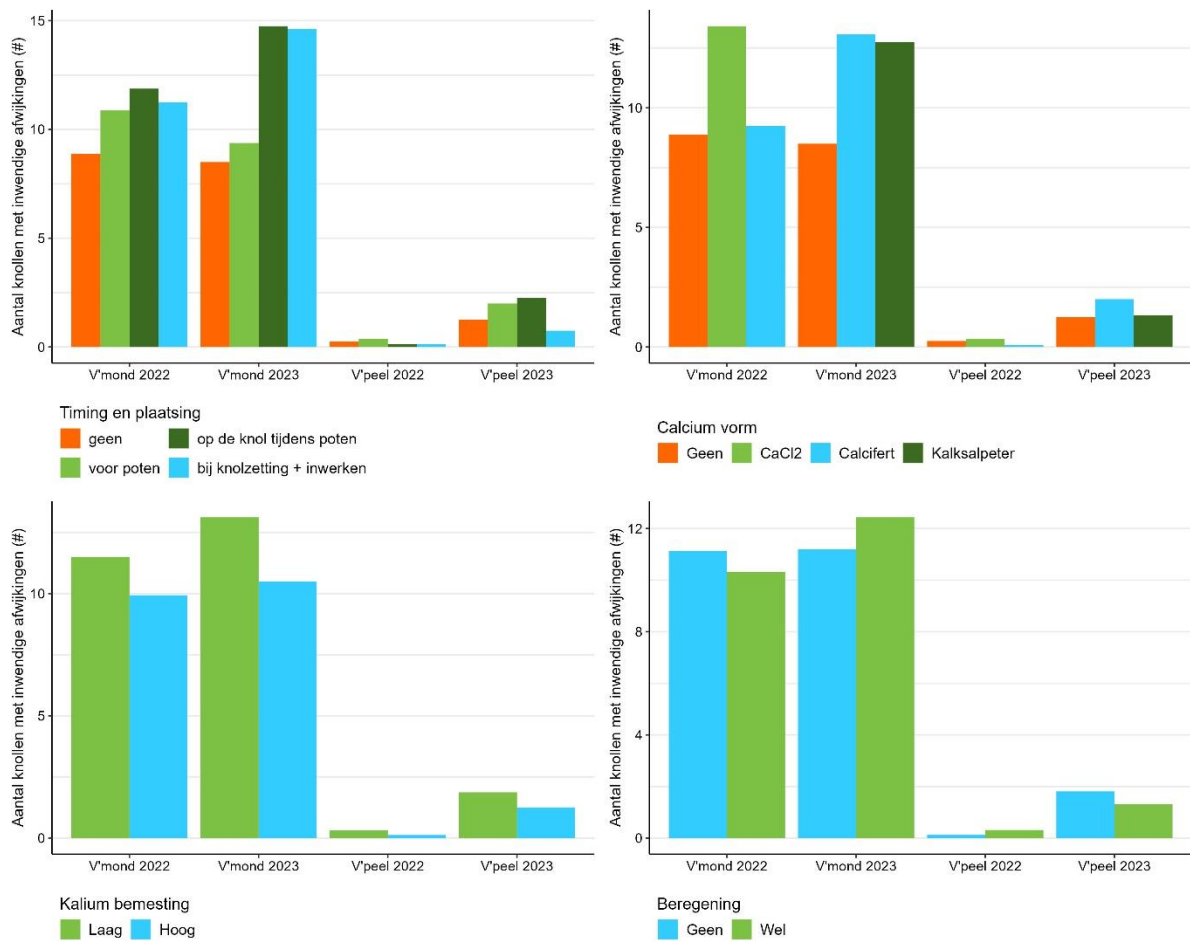 Aantal knollen met inwendige afwijkingen (#)
15
10
5
0
V'mond 2022 V'mond 2023 V'peel 2022 V'peel 2023
Timing en plaatsing
geen op de knol tijdens poten
voor poten bij knolzetting + inwerken
Aantal knollen met inwendige afwijkingen (#)
10
5
0
V'mond 2022 V'mond 2023 V'peel 2022 V'peel 2023
Calcium vorm
Geen CaCl2 Calcifert Kalksalpeter
Aantal knollen met inwendige afwijkingen (#)
10
5
0
V'mond 2022 V'mond 2023 V'peel 2022 V'peel 2023
Kalium bemesting
Laag Hoog
Aantal knollen met inwendige afwijkingen (#)
12
8
4
0
V'mond 2022 V'mond 2023 V'peel 2022 V'peel 2023
Beregening
Geen Wel